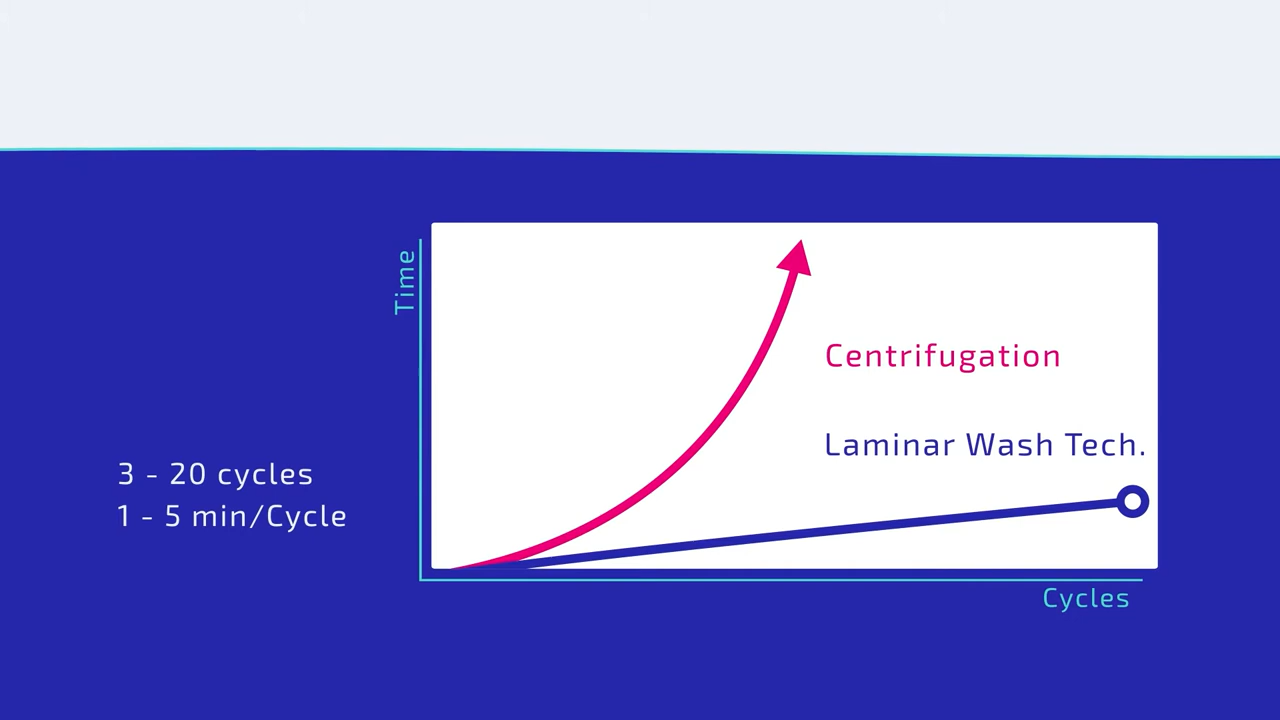 Time
Centrifugation
Laminar Wash Tech.
3 - 20 cycles
1 - 5 min/Cycle
Cycles